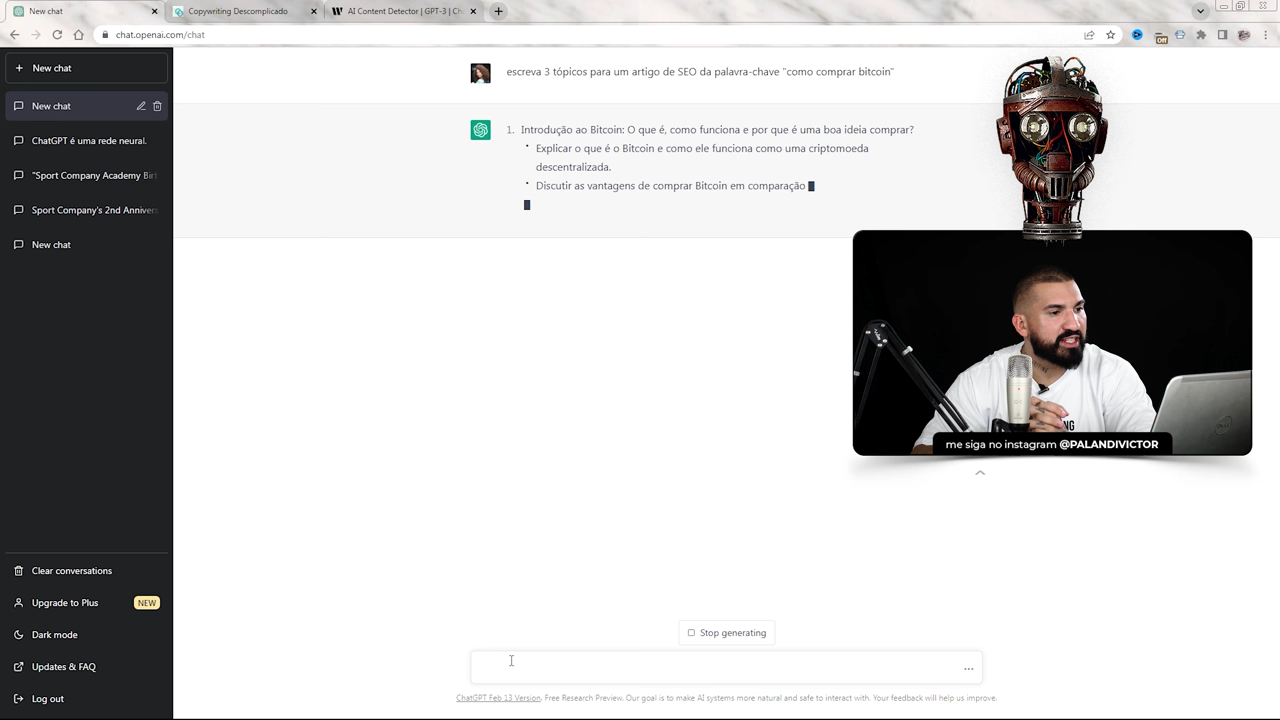 New chat
Copywriting Descomplicado
AI Content Detector | GPT-3 | Ch
chat.openai.com/chat
Off
New chat
New chat
ChatGPT é uma rede neural.
"Sport Company Academy Birt
Sport Company's 2nd Annivers
New chat
escreva 3 tópicos para um artigo de SEO da palavra-chave "como comprar bitcoin"
1. Introdução ao Bitcoin: O que é, como funciona e por que é uma boa ideia comprar?
• Explicar o que é o Bitcoin e como ele funciona como uma criptomoeda
descentralizada.
• Discutir as vantagens de comprar Bitcoin em comparação
me siga no instagram @PALANDIVICTOR
Clear conversations
Upgrade to Plus NEW
Dark mode
Updates & FAQ
Log out
Stop generating
ChatGPT Feb 13 Version. Free Research Preview. Our goal is to make AI systems more natural and safe to interact with. Your feedback will help us improve.